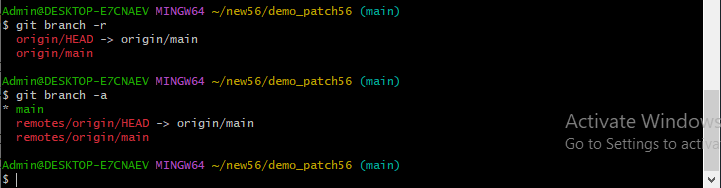 Admin@DESKTOP-E7CNAEV MINGW64 ~/new56/demo_patch56 (main)
$ git branch -r
  origin/HEAD -> origin/main
  origin/main

Admin@DESKTOP-E7CNAEV MINGW64 ~/new56/demo_patch56 (main)
$ git branch -a
* main
  remotes/origin/HEAD -> origin/main
  remotes/origin/main

Admin@DESKTOP-E7CNAEV MINGW64 ~/new56/demo_patch56 (main)
$
Activate Window
Go to Settings to activa